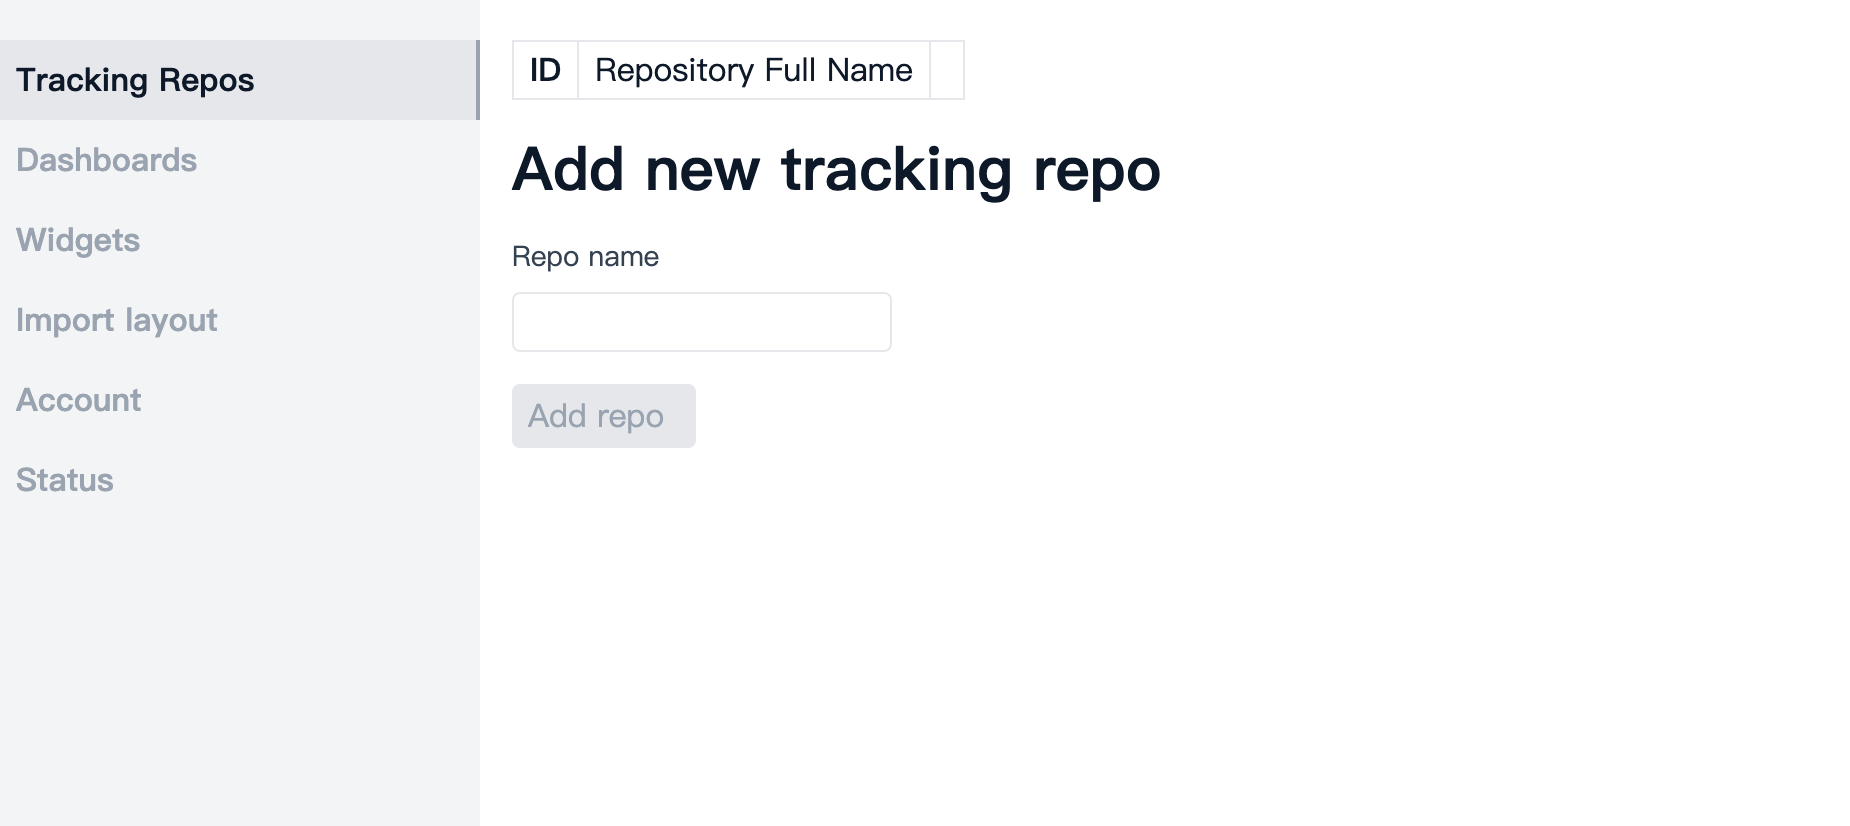 Tracking Repos
Dashboards
Widgets
Import layout
Account
Status
ID Repository Full Name
Add new tracking repo
Repo name
Add repo